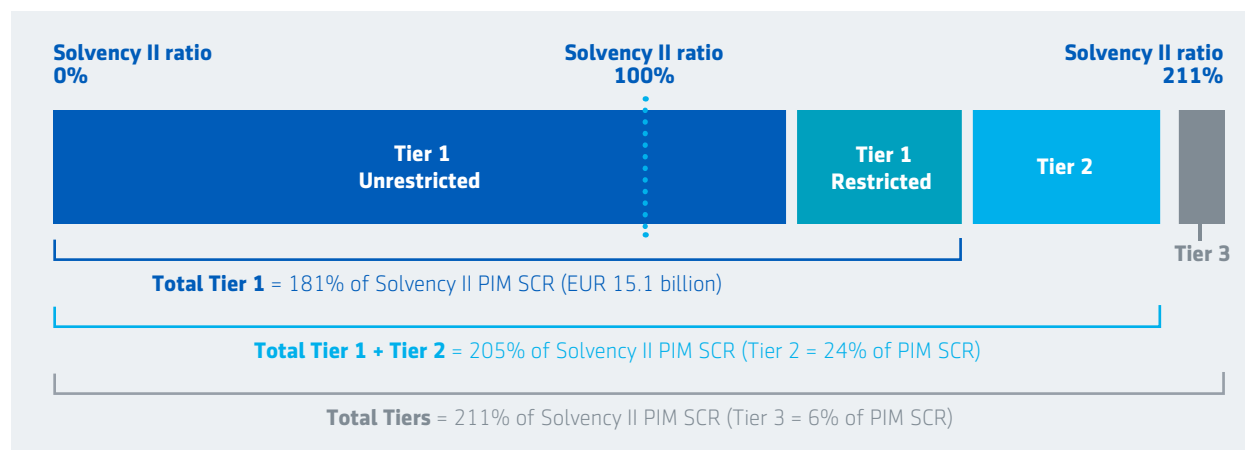 Solvency II ratio
0%
Solvency II ratio
100%
Solvency II ratio
211%
Tier 1
Unrestricted
Tier 1
Restricted
Tier 2
Tier 3
Total Tier 1 = 181% of Solvency II PIM SCR (EUR 15.1 billion)
Total Tier 1 + Tier 2 = 205% of Solvency II PIM SCR (Tier 2 = 24% of PIM SCR)
Total Tiers = 211% of Solvency II PIM SCR (Tier 3 = 6% of PIM SCR)